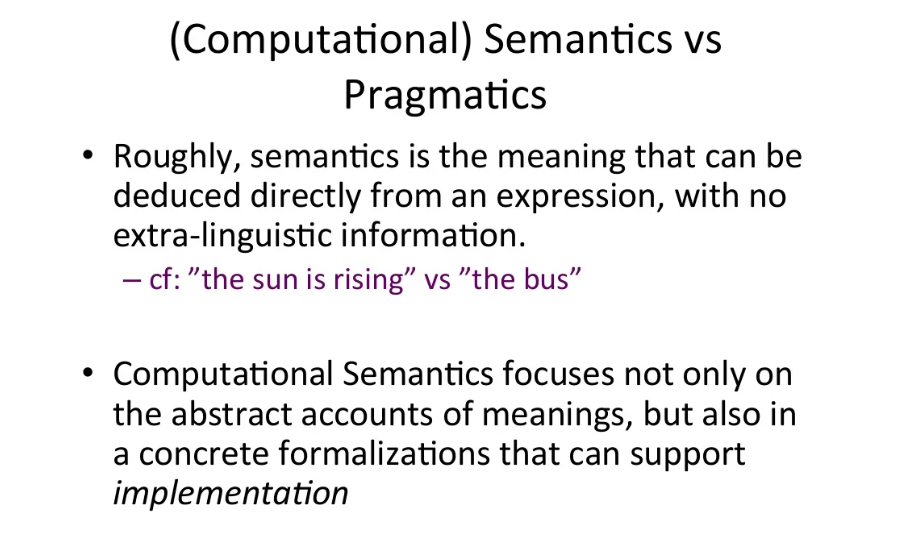 (Computational) Semantics vs
Pragmatics
• Roughly, semantics is the meaning that can be
deduced directly from an expression, with no
extra-linguistic information.
– cf: ”the sun is rising” vs ”the bus”
• Computational Semantics focuses not only on
the abstract accounts of meanings, but also in
a concrete formalizations that can support
implementation